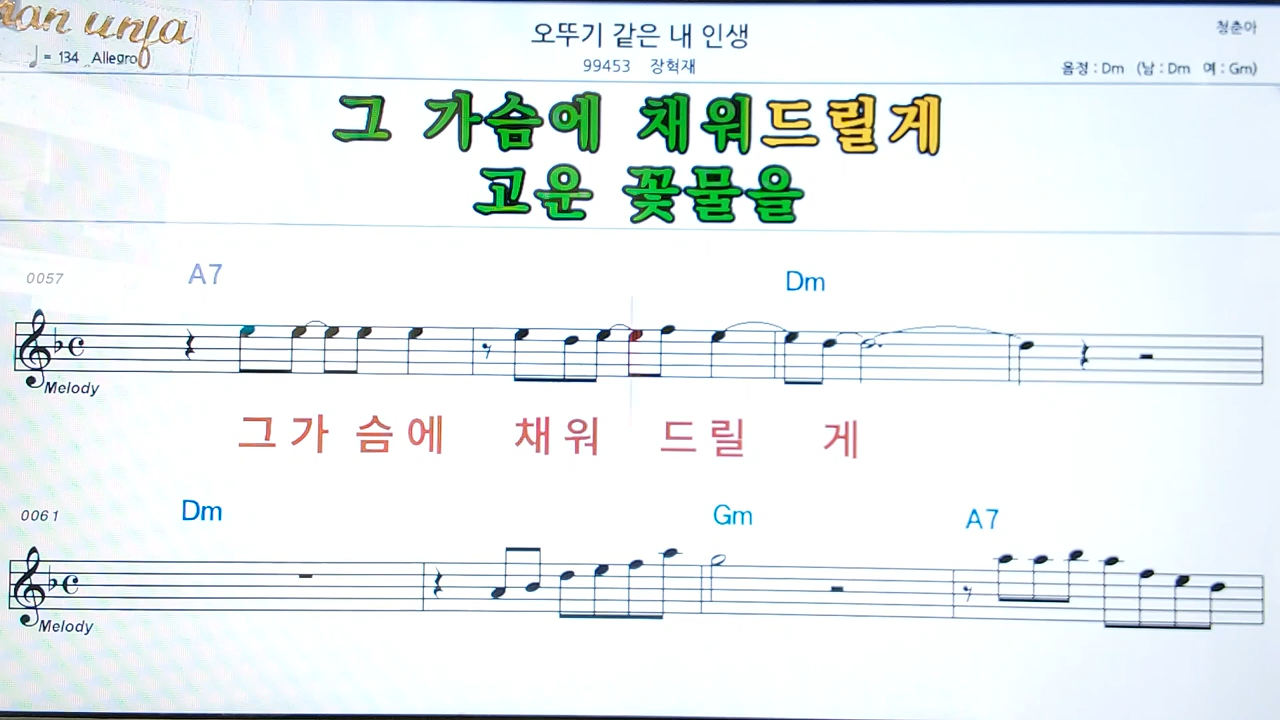 오뚜기 같은 내 인생
청춘아
♩ = 134 Allegro
99453 장혁재
음정 : Dm (남 : Dm 여 : Gm)
그 가슴에 채워드릴게
고운 꽃물을
0057 A7 Dm
Melody
그가 슴에 채워 드릴 게
0061 Dm Gm A7
Melody